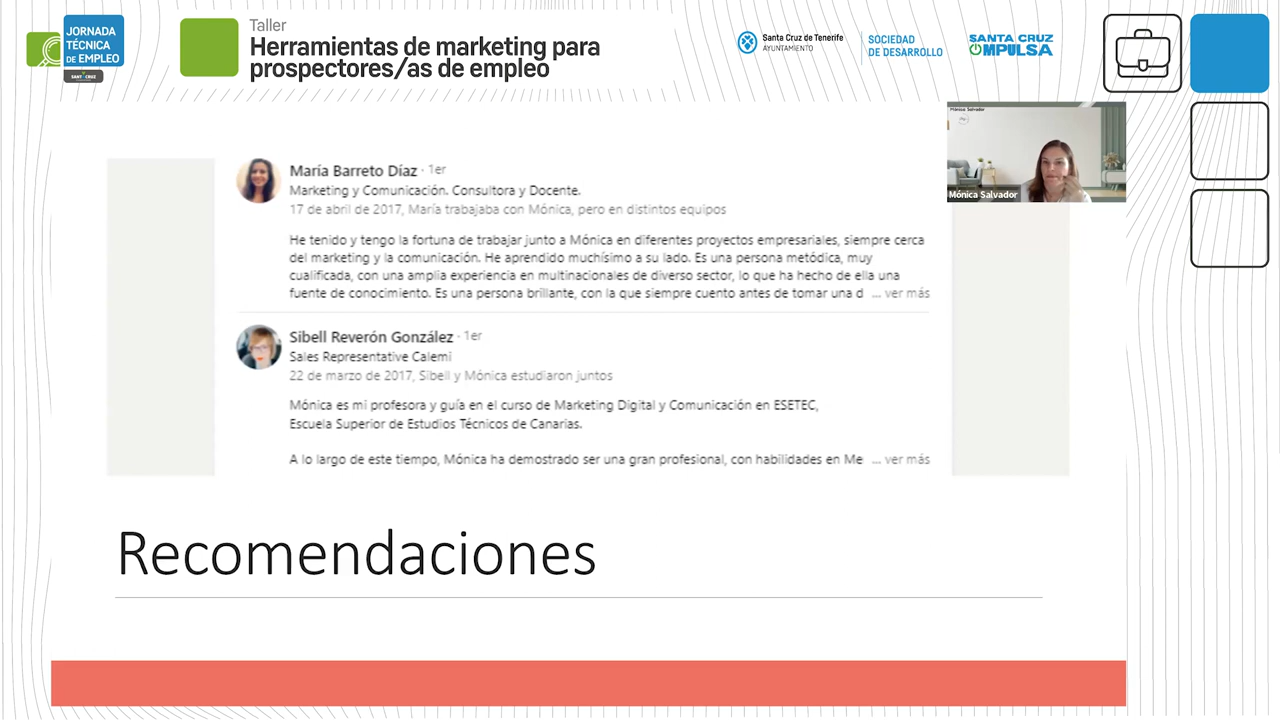 JORNADA
TÉCNICA
DE EMPLEO
SANTA CRUZ
Taller
Herramientas de marketing para
prospectores/as de empleo
Santa Cruz de Tenerife
AYUNTAMIENTO
SOCIEDAD
DE DESARROLLO
SANTA CRUZ
IMPULSA
Mónica Salvador
Mónica Salvador
María Barreto Díaz · 1er
Marketing y Comunicación. Consultora y Docente.
17 de abril de 2017, María trabajaba con Mónica, pero en distintos equipos
He tenido y tengo la fortuna de trabajar junto a Mónica en diferentes proyectos empresariales, siempre cerca
del marketing y la comunicación. He aprendido muchísimo a su lado. Es una persona metódica, muy
cualificada, con una amplia experiencia en multinacionales de diverso sector, lo que ha hecho de ella una
fuente de conocimiento. Es una persona brillante, con la que siempre cuento antes de tomar una d ... ver más
Sibell Reverón González · 1er
Sales Representative Calemi
22 de marzo de 2017, Sibell y Mónica estudiaron juntos
Mónica es mi profesora y guía en el curso de Marketing Digital y Comunicación en ESETEC,
Escuela Superior de Estudios Técnicos de Canarias.
A lo largo de este tiempo, Mónica ha demostrado ser una gran profesional, con habilidades en Me ... ver más
Recomendaciones